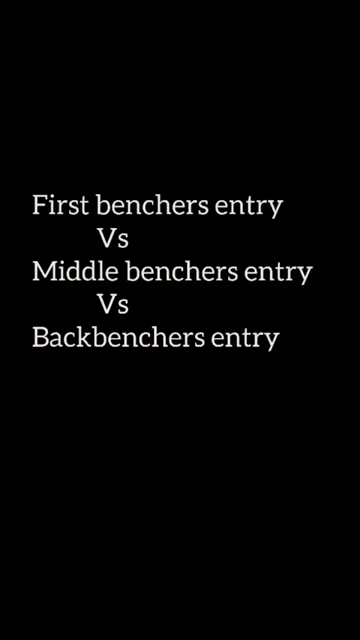 First benchers entry
Vs
Middle benchers entry
Vs
Backbenchers entry